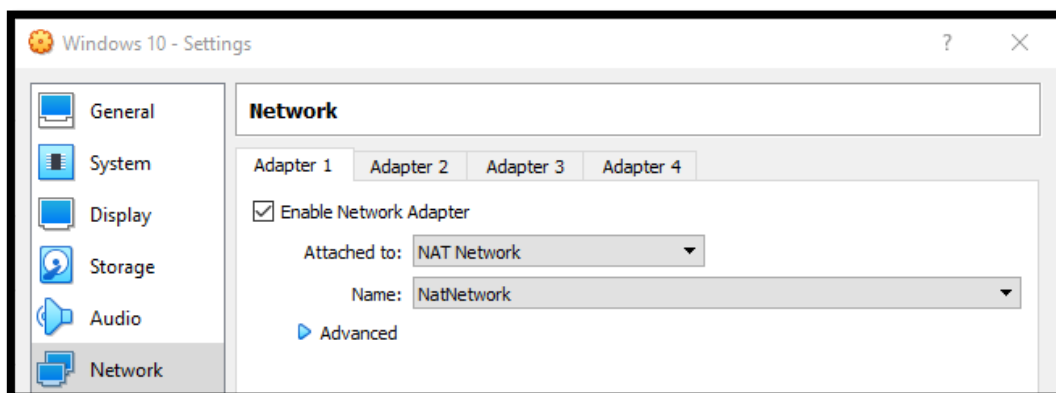 Windows 10 - Settings ? ×
General
System
Display
Storage
Audio
Network
Network
Adapter 1 Adapter 2 Adapter 3 Adapter 4
Enable Network Adapter
Attached to: NAT Network
Name: NatNetwork
Advanced